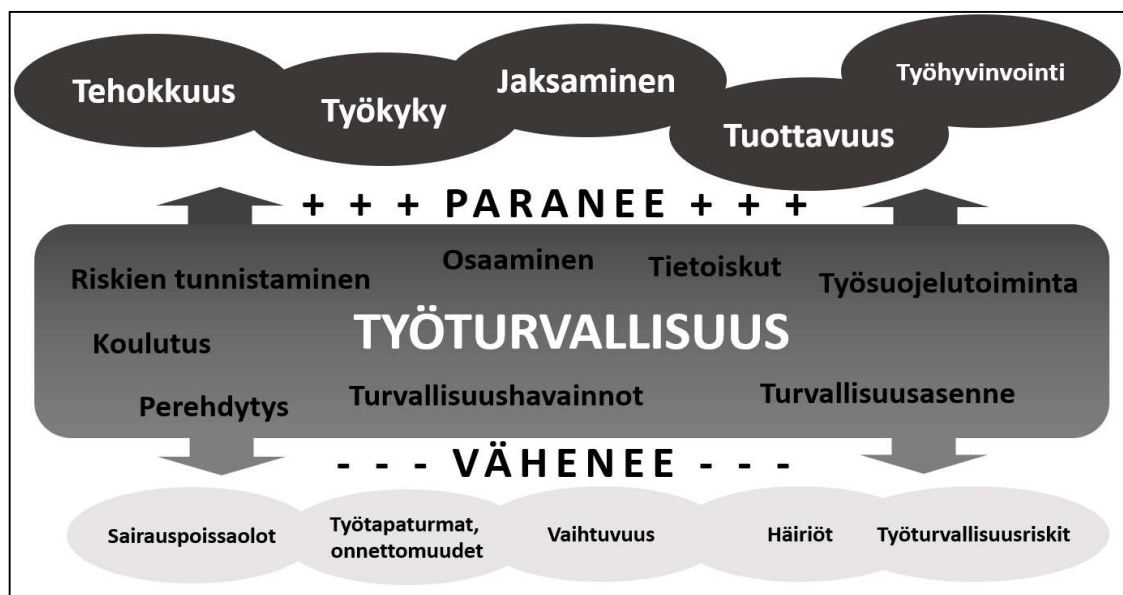 Tehokkuus
Työkyky
Jaksaminen
Tuottavuus
Työhyvinvointi
+ + + PARANEE + + +
Riskien tunnistaminen
Osaaminen
Tietoiskut
Työsuojelutoiminta
Koulutus
TYÖTURVALLISUUS
Perehdytys
Turvallisuushavainnot
Turvallisuusasenne
- - - VÄHENEE - - -
Sairauspoissaolot
Työtapaturmat,
onnettomuudet
Vaihtuvuus
Häiriöt
Työturvallisuusriskit